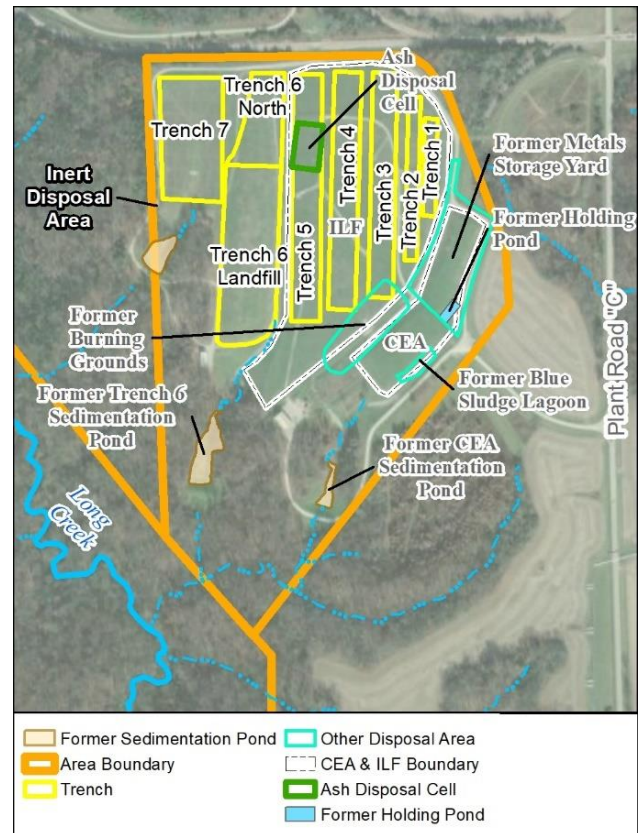 Ash
Disposal
Cell
Trench 6
North
Trench 7
Trench 4
Trench 3
Trench 2
Trench 1
Former Metals
Storage Yard
Inert
Disposal
Area
Former Holding
Pond
ILF
Trench 6
Landfill
Trench 5
Plant Road "C"
Former
Burning
Grounds
CEA
Former Blue
Sludge Lagoon
Former Trench 6
Sedimentation
Pond
Former CEA
Sedimentation
Pond
Long
Creek
Former Sedimentation Pond
Area Boundary
Trench
Other Disposal Area
CEA & ILF Boundary
Ash Disposal Cell
Former Holding Pond